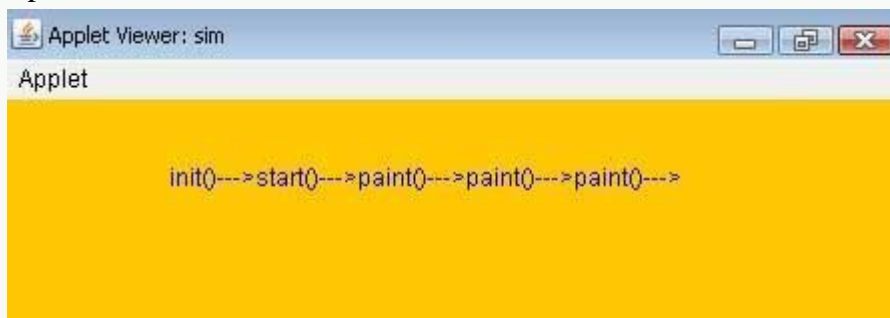 Applet Viewer: sim
Applet
init()--->start()--->paint()--->paint()--->paint()--->